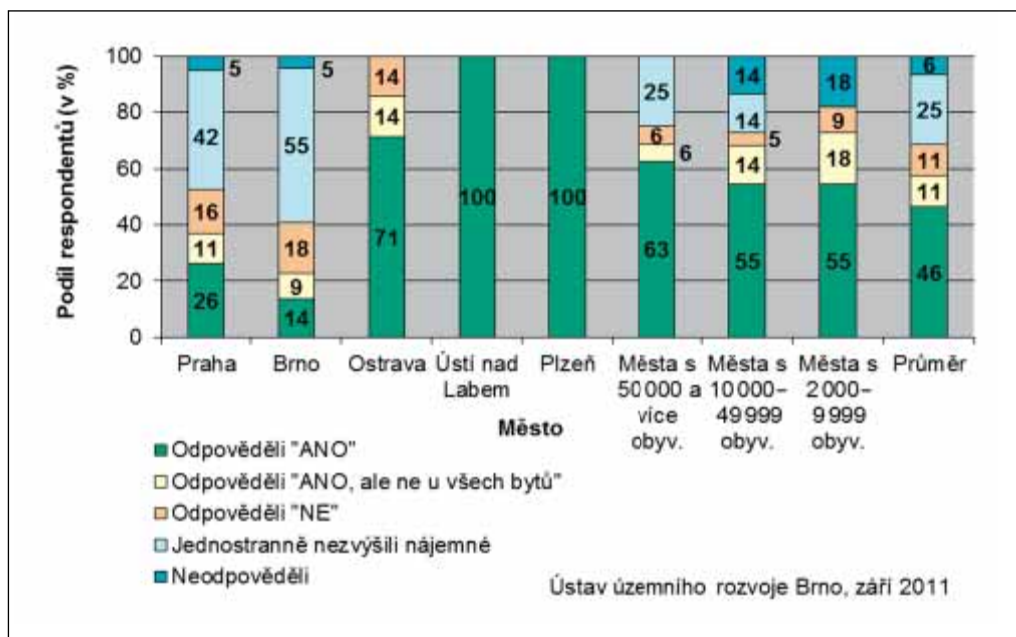 Podíl respondentů (v %)
100
80
60
40
20
0
5
42
16
11
26
5
55
18
9
14
14
14
71
100
100
25
6
6
63
14
14
5
14
55
18
9
18
55
6
25
11
11
46
Praha
Brno
Ostrava
Ústí nad
Labem
Plzeň
Města s
50 000 a
více
obyv.
Města s
10 000–
49 999
obyv.
Města s
2 000–
9 999
obyv.
Průměr
Město
Odpověděli "ANO"
Odpověděli "ANO, ale ne u všech bytů"
Odpověděli "NE"
Jednostranně nezvýšili nájemné
Neodpověděli
Ústav územního rozvoje Brno, září 2011